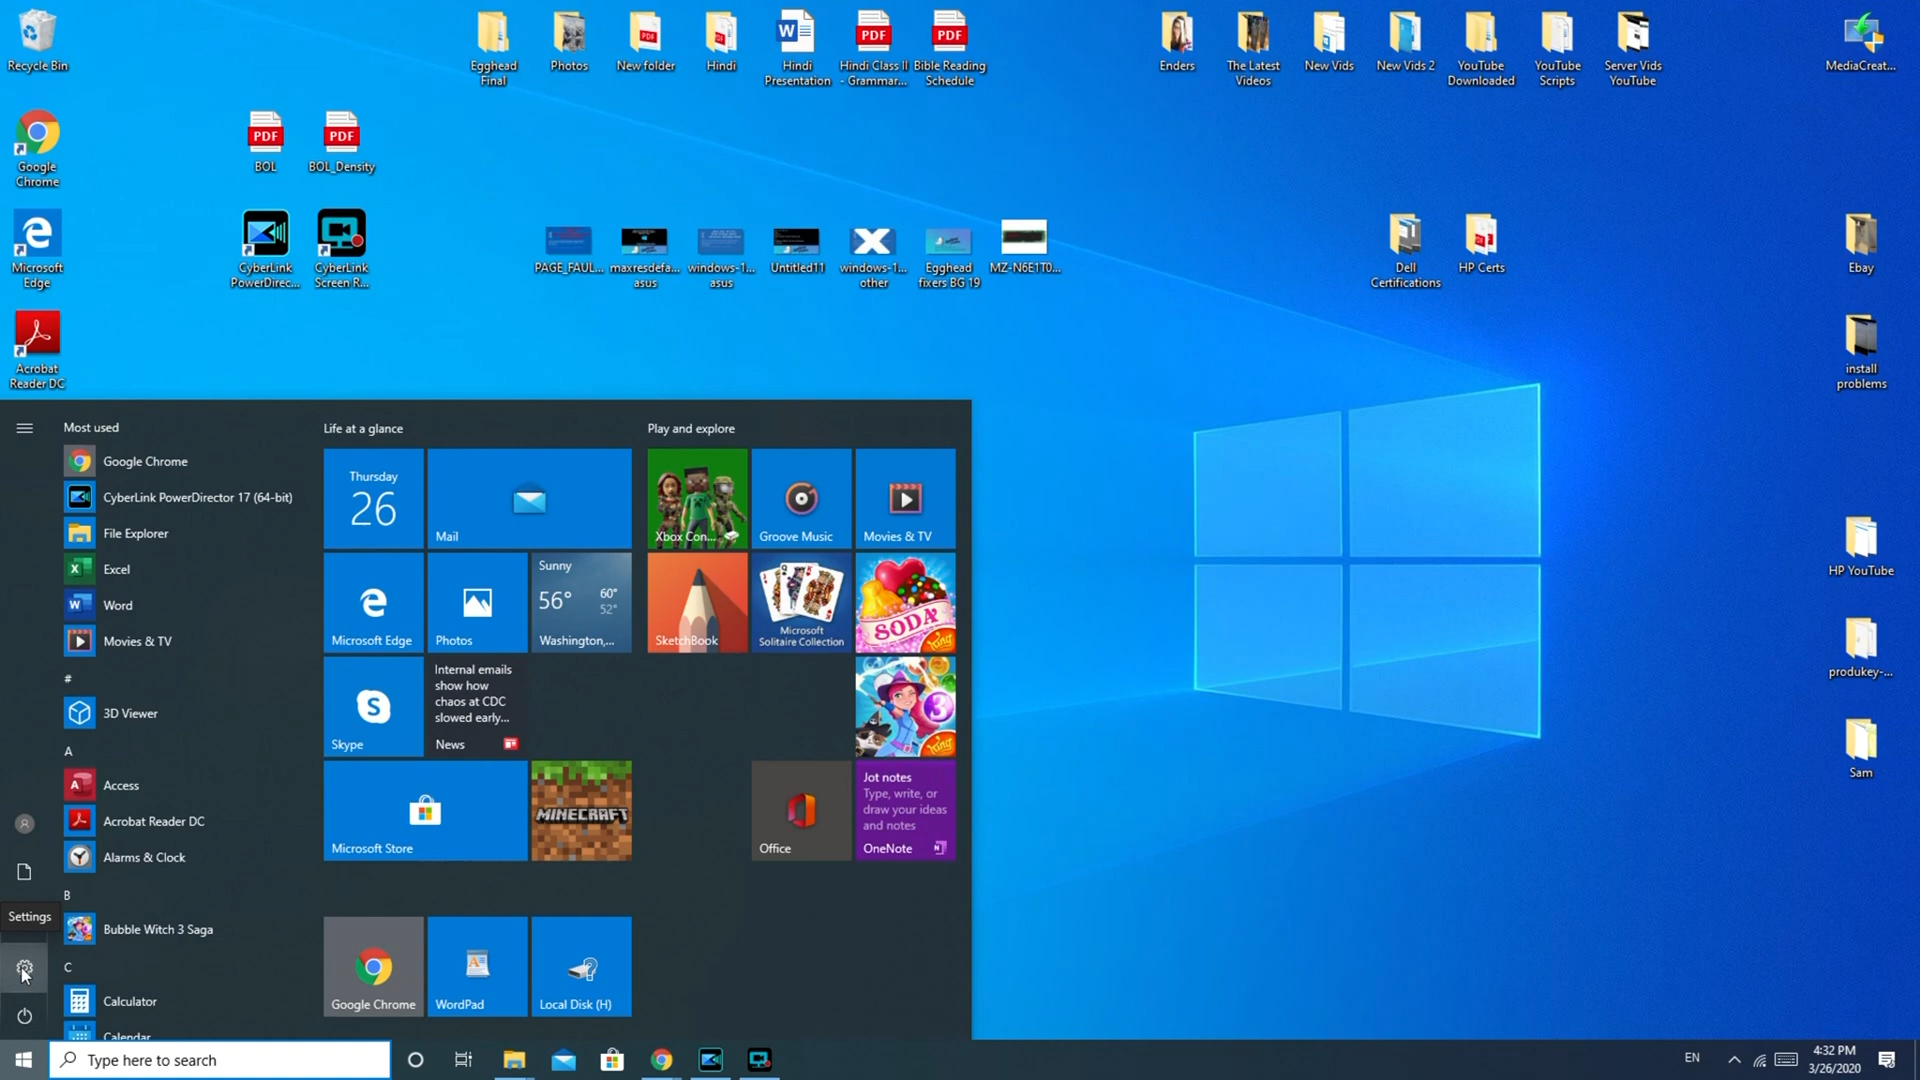 Recycle Bin
Egghead
Final
Photos
New folder
Hindi
Hindi
Presentation
Hindi Class II
- Grammar...
Bible Reading
Schedule
Enders
The Latest
Videos
New Vids
New Vids 2
YouTube
Downloaded
YouTube
Scripts
Server Vids
YouTube
MediaCreat...
Google
Chrome
BOL
BOL_Density
Microsoft
Edge
CyberLink
PowerDirec...
CyberLink
Screen R...
PAGE_FAUL...
maxresdefa...
asus
windows-1...
asus
Untitled11
windows-1...
other
Egghead
fixers BG 19
MZ-N6E1T0...
Dell
Certifications
HP Certs
Ebay
Acrobat
Reader DC
install
problems
HP YouTube
produkey-...
Sam
Most used
Google Chrome
CyberLink PowerDirector 17 (64-bit)
File Explorer
Excel
Word
Movies & TV
#
3D Viewer
A
Access
Acrobat Reader DC
Alarms & Clock
B
Bubble Witch 3 Saga
C
Calculator
Calendar
Settings
Life at a glance
Thursday
26
Mail
Microsoft Edge
Photos
Sunny
56° 60°
52°
Washington,...
Skype
Internal emails
show how
chaos at CDC
slowed early...
News
Microsoft Store
MINECRAFT
Google Chrome
WordPad
Local Disk (H)
Play and explore
Xbox Con...
Groove Music
Movies & TV
SketchBook
Microsoft
Solitaire Collection
SODA
King
3
King
Office
Jot notes
Type, write, or
draw your ideas
and notes
OneNote
Type here to search
EN
4:32 PM
3/26/2020
PDF
PDF
PDF
PDF